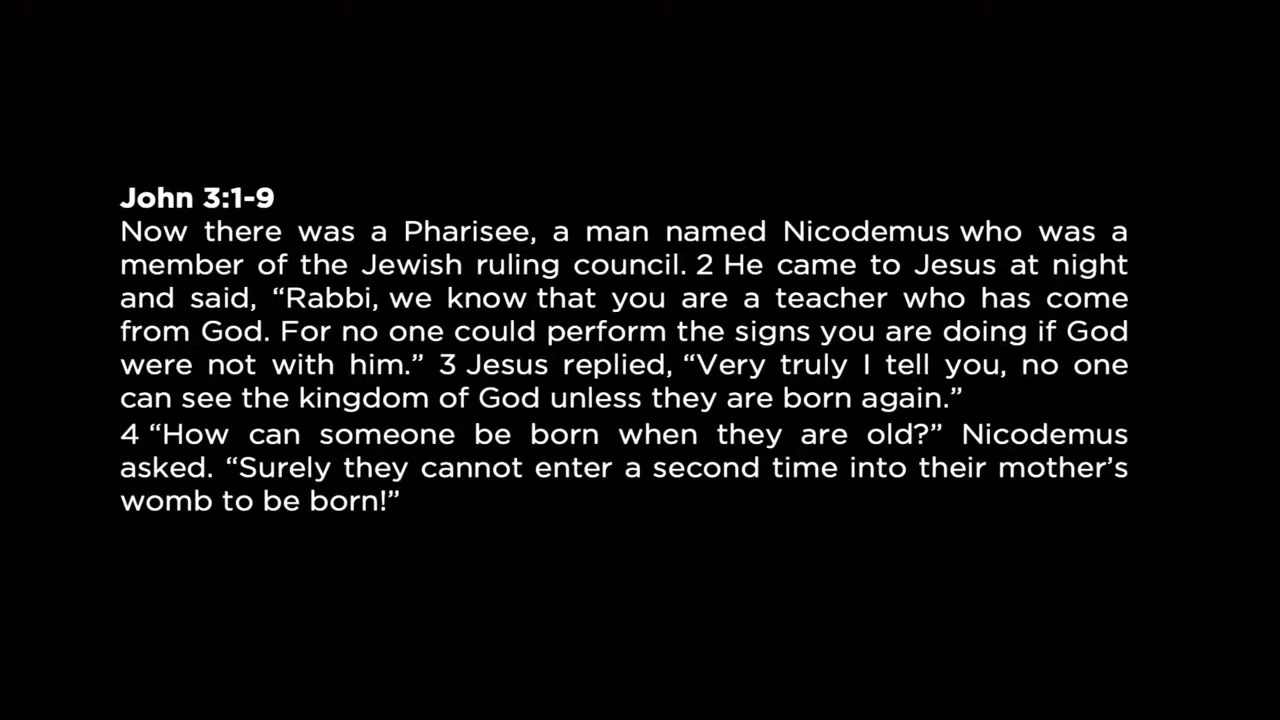 John 3:1-9
Now there was a Pharisee, a man named Nicodemus who was a
member of the Jewish ruling council. 2 He came to Jesus at night
and said, “Rabbi, we know that you are a teacher who has come
from God. For no one could perform the signs you are doing if God
were not with him.” 3 Jesus replied, “Very truly I tell you, no one
can see the kingdom of God unless they are born again.”
4 “How can someone be born when they are old?” Nicodemus
asked. “Surely they cannot enter a second time into their mother’s
womb to be born!”